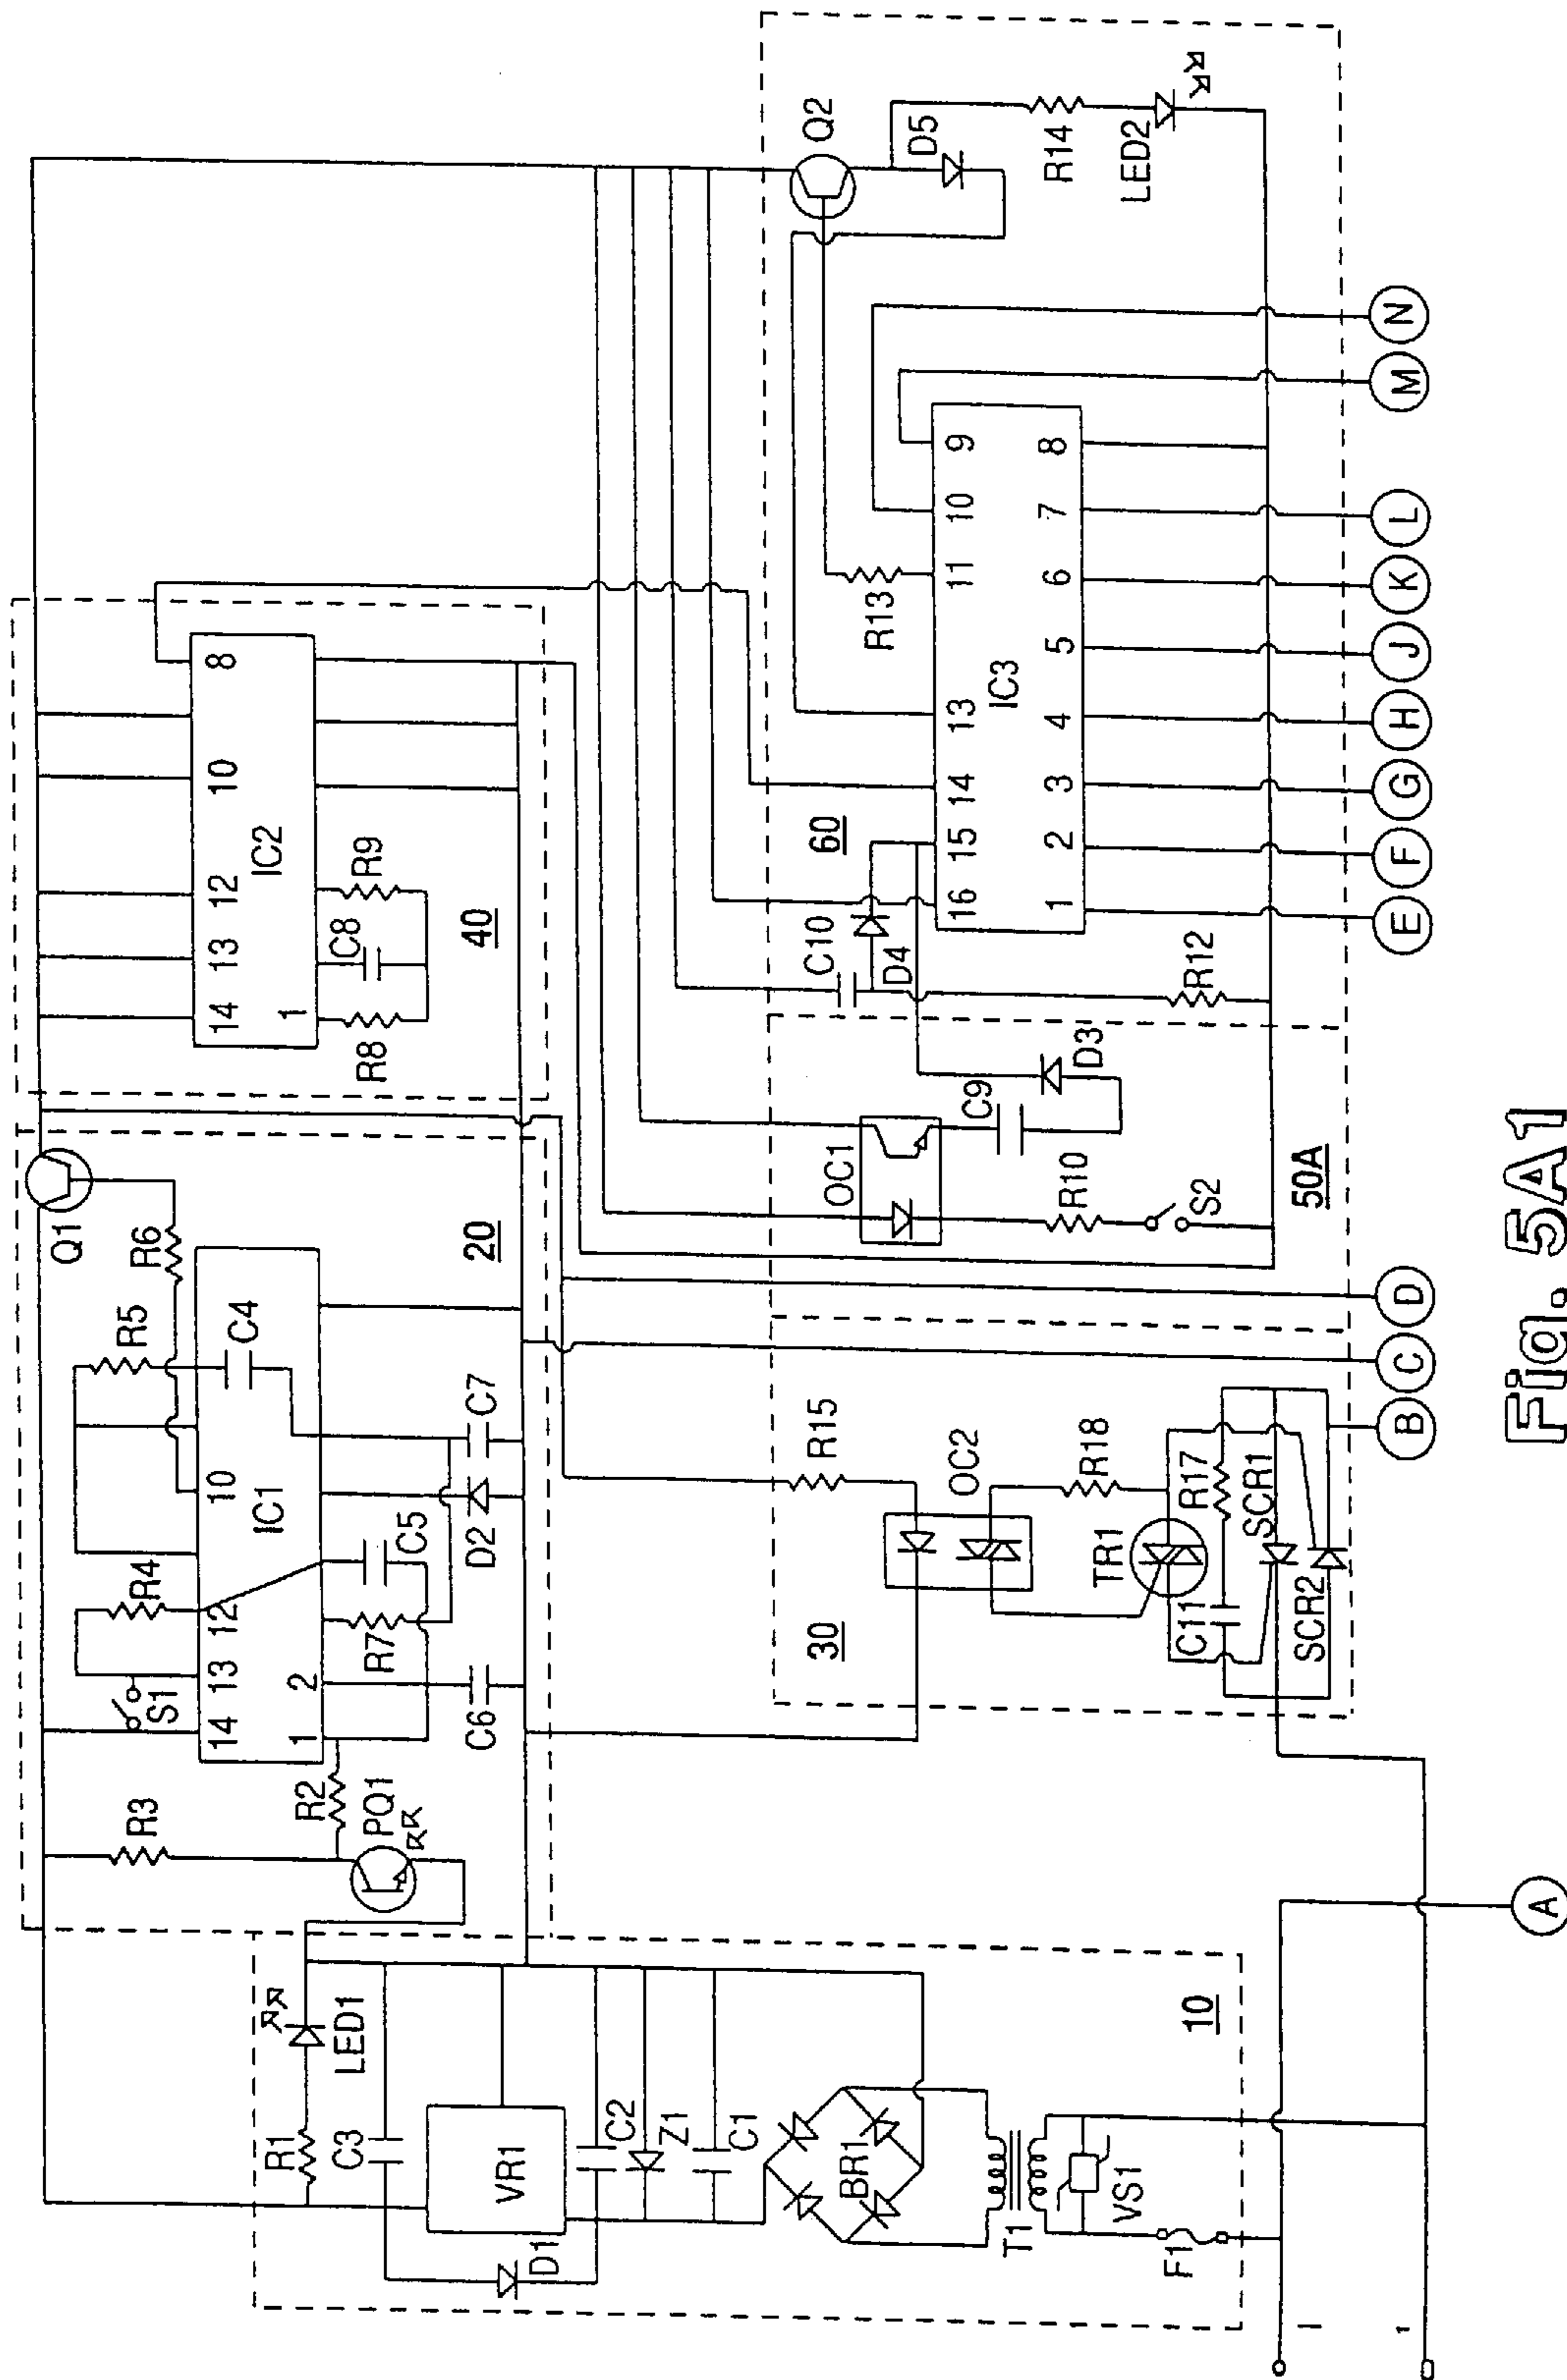 R1
LED1
C3
VR1
C2
Z1
C1
D1
BR1
T1
VS1
F1
10
R3
R2
PQ1
S1
R4
R5
R6
Q1
14 13 12 10
IC1
C4
1 2
R7
C5
C6
D2
C7
20
14 13 12 10 8
IC2
1
R8
C8
R9
40
30
R15
OC2
R18
TR1
R17
C11
SCR1
SCR2
OC1
C9
D3
R10
S2
50A
C10
D4
R12
60
16 15 14 13 11 10 9
IC3
1 2 3 4 5 6 7 8
R13
Q2
D5
R14
LED2
A B C D E F G H J K L M N
Fig. 5A1